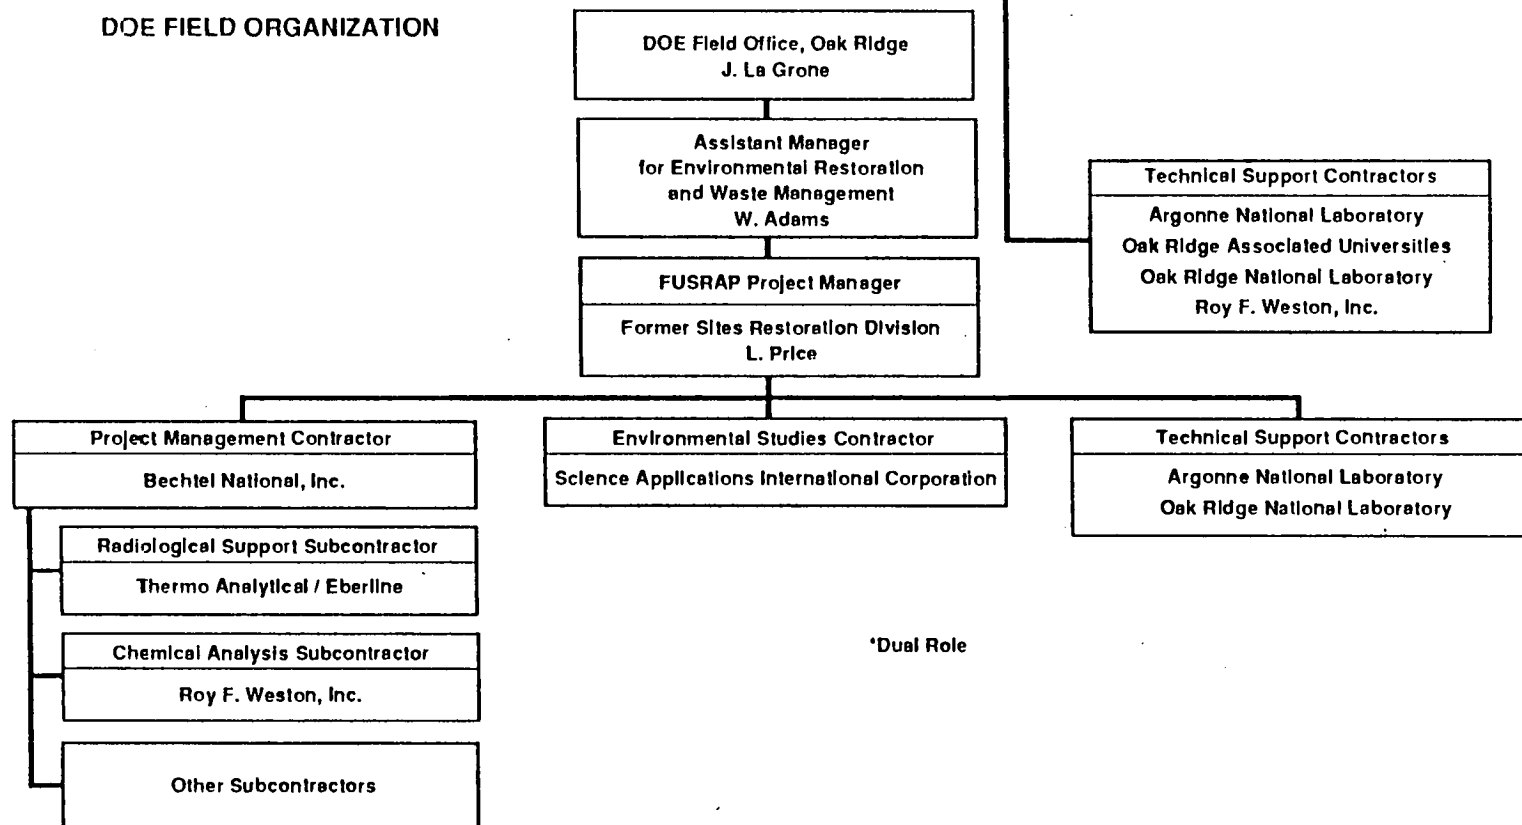 DOE FIELD ORGANIZATION
DOE Field Office, Oak Ridge
J. La Grone
Assistant Manager
for Environmental Restoration
and Waste Management
W. Adams
Technical Support Contractors
Argonne National Laboratory
Oak Ridge Associated Universities
Oak Ridge National Laboratory
Roy F. Weston, Inc.
FUSRAP Project Manager
Former Sites Restoration Division
L. Price
Project Management Contractor
Bechtel National, Inc.
Environmental Studies Contractor
Science Applications International Corporation
Technical Support Contractors
Argonne National Laboratory
Oak Ridge National Laboratory
Radiological Support Subcontractor
Thermo Analytical / Eberline
Chemical Analysis Subcontractor
Roy F. Weston, Inc.
Other Subcontractors
*Dual Role